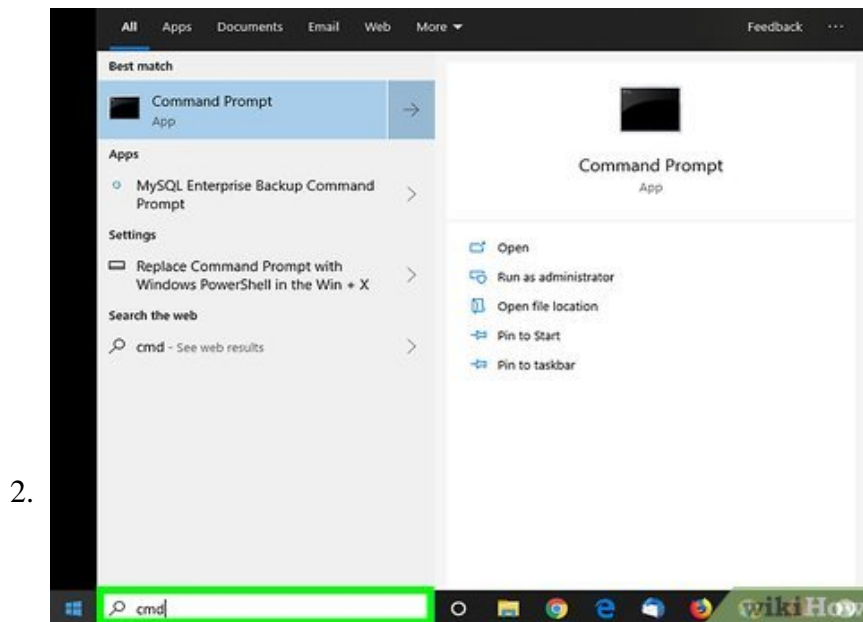 All Apps Documents Email Web More Feedback ...
Best match
Command Prompt
App
Apps
MySQL Enterprise Backup Command
Prompt
Settings
Replace Command Prompt with
Windows PowerShell in the Win + X
Search the web
cmd - See web results
Command Prompt
App
Open
Run as administrator
Open file location
Pin to Start
Pin to taskbar
2.
cmd
wikiHow